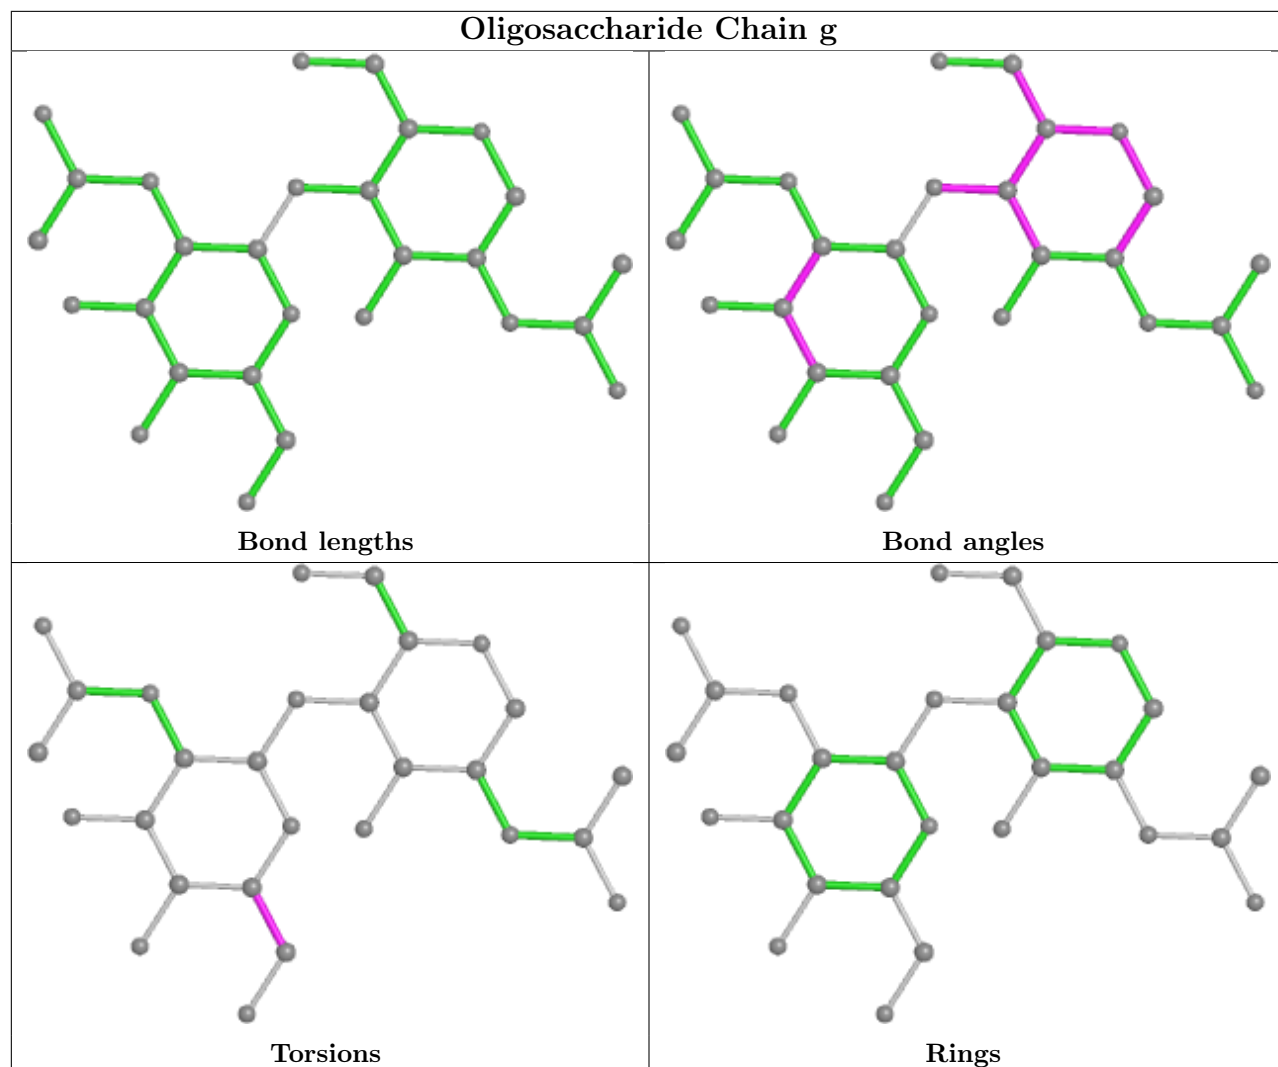 Oligosaccharide Chain g
Bond lengths
Bond angles
Torsions
Rings